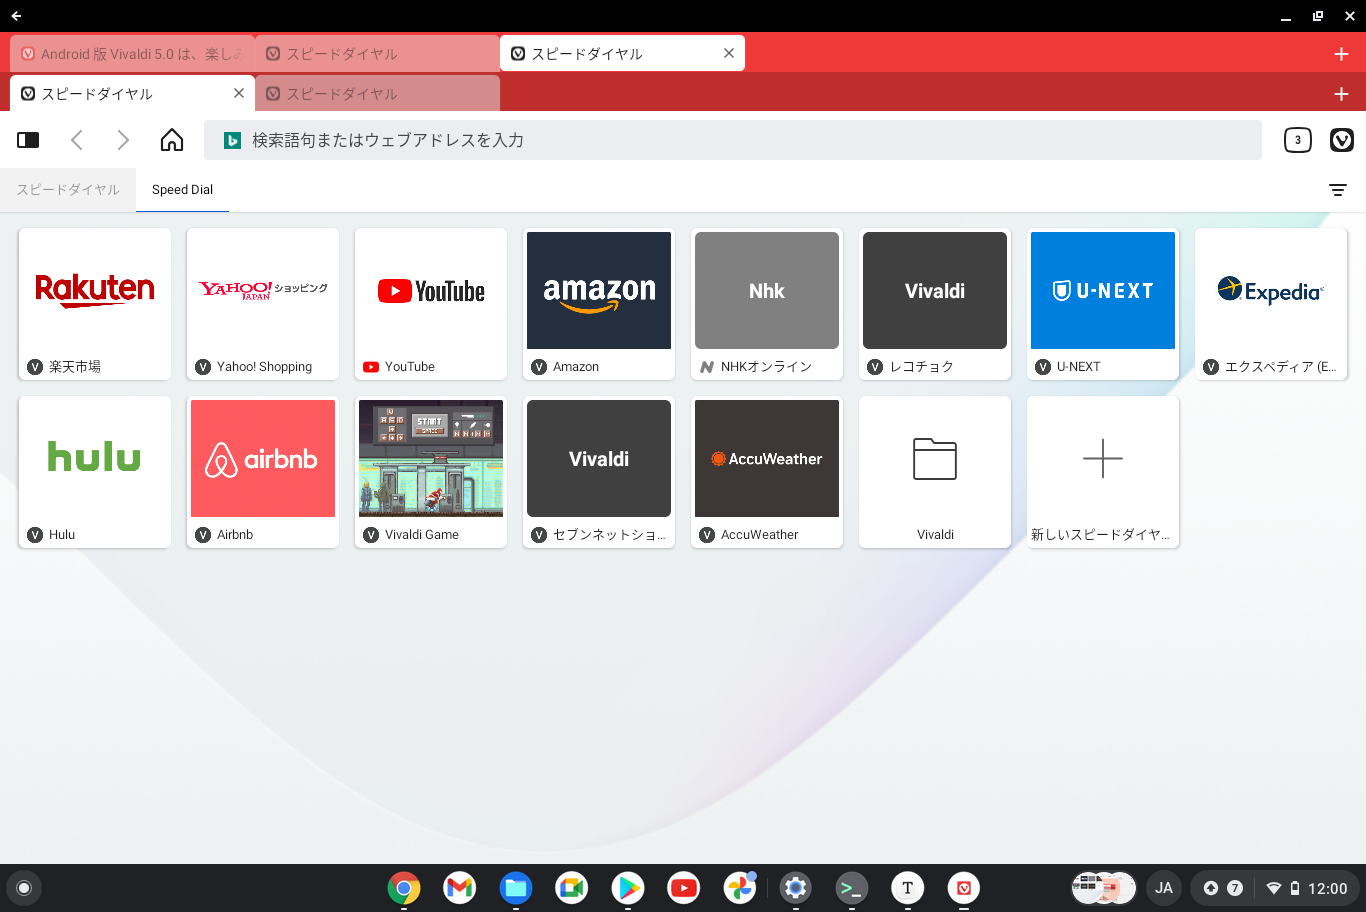 Android 版 Vivaldi 5.0 は、楽しみ
スピードダイヤル
スピードダイヤル
スピードダイヤル
スピードダイヤル
検索語句またはウェブアドレスを入力
3
スピードダイヤル
Speed Dial
Rakuten
YAHOO! JAPAN ショッピング
YouTube
amazon
Nhk
Vivaldi
U-NEXT
Expedia
楽天市場
Yahoo! Shopping
YouTube
Amazon
NHKオンライン
レコチョク
U-NEXT
エクスペディア (E...
hulu
airbnb
START
Vivaldi
AccuWeather
Hulu
Airbnb
Vivaldi Game
セブンネットショ...
AccuWeather
Vivaldi
新しいスピードダイヤ...
JA
7
12:00